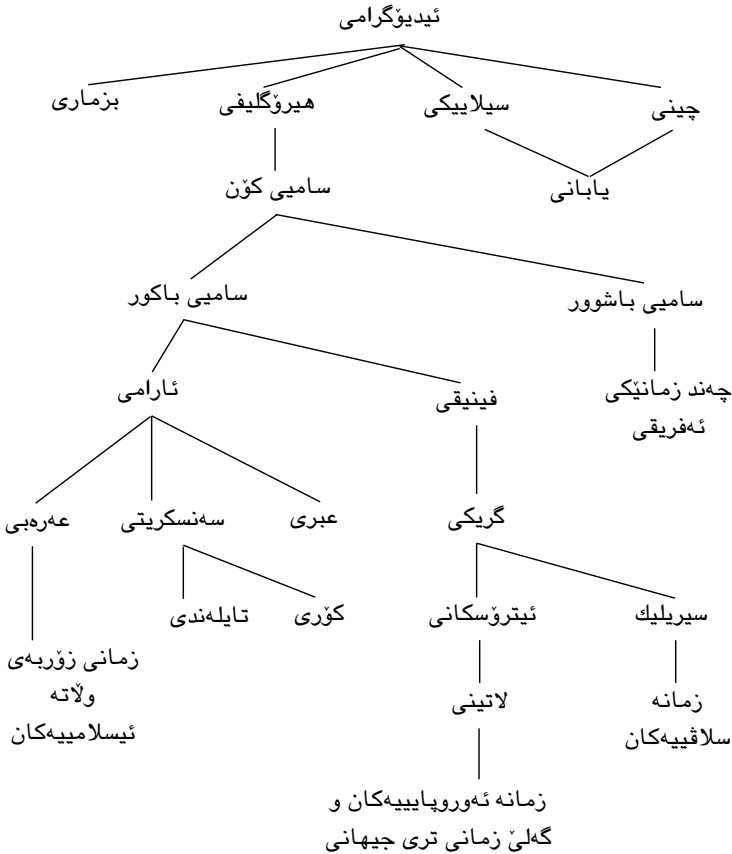 ئیدیۆگرامی
چینی
سیلابیکی
هیرۆگلیفی
بزماری
یابانی
سامیی کۆن
سامیی باشوور
سامیی باکور
چەند زمانێکی
ئەفریقی
فینیقی
ئارامی
گریکی
عبری
سەنسکریتی
عەرەبی
سیریلیك
ئیترۆسکانی
کۆری
تایلەندی
زمانی زۆربەی
وڵاتە
ئیسلامییەکان
زمانە
سلاڤییەکان
لاتینی
زمانە ئەوروپایییەکان و
گەلێ زمانی تری جیهانی